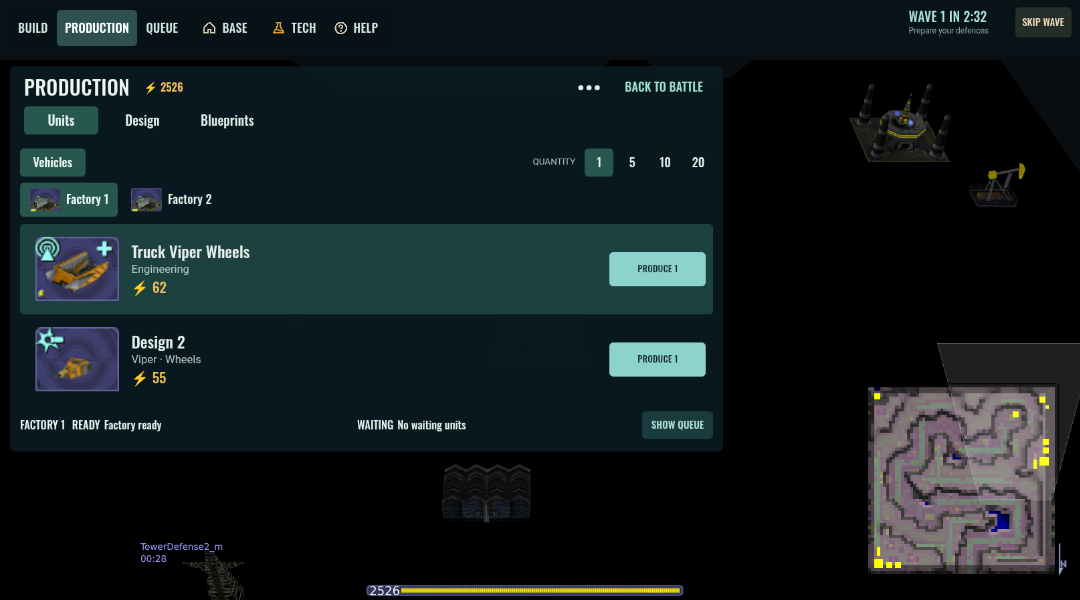 BUILD PRODUCTION QUEUE BASE TECH HELP
WAVE 1 IN 2:32
Prepare your defences
SKIP WAVE
PRODUCTION 2526
BACK TO BATTLE
Units Design Blueprints
Vehicles
QUANTITY 1 5 10 20
Factory 1 Factory 2
Truck Viper Wheels
Engineering
62
PRODUCE 1
Design 2
Viper · Wheels
55
PRODUCE 1
FACTORY 1 READY Factory ready
WAITING No waiting units
SHOW QUEUE
TowerDefense2_m
00:28
2526
N